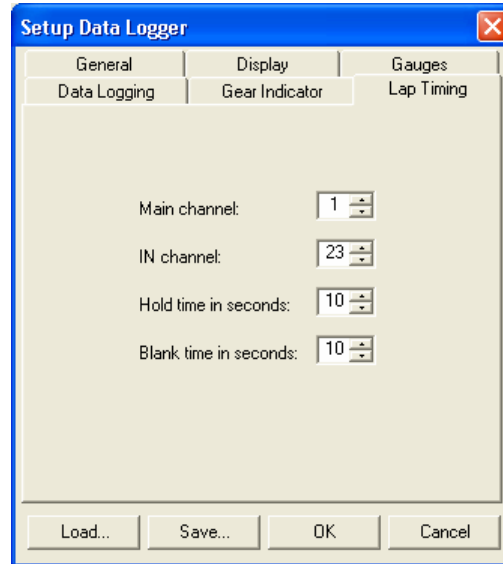 Setup Data Logger
General Display Gauges
Data Logging Gear Indicator Lap Timing
Main channel: 1
IN channel: 23
Hold time in seconds: 10
Blank time in seconds: 10
Load... Save... OK Cancel